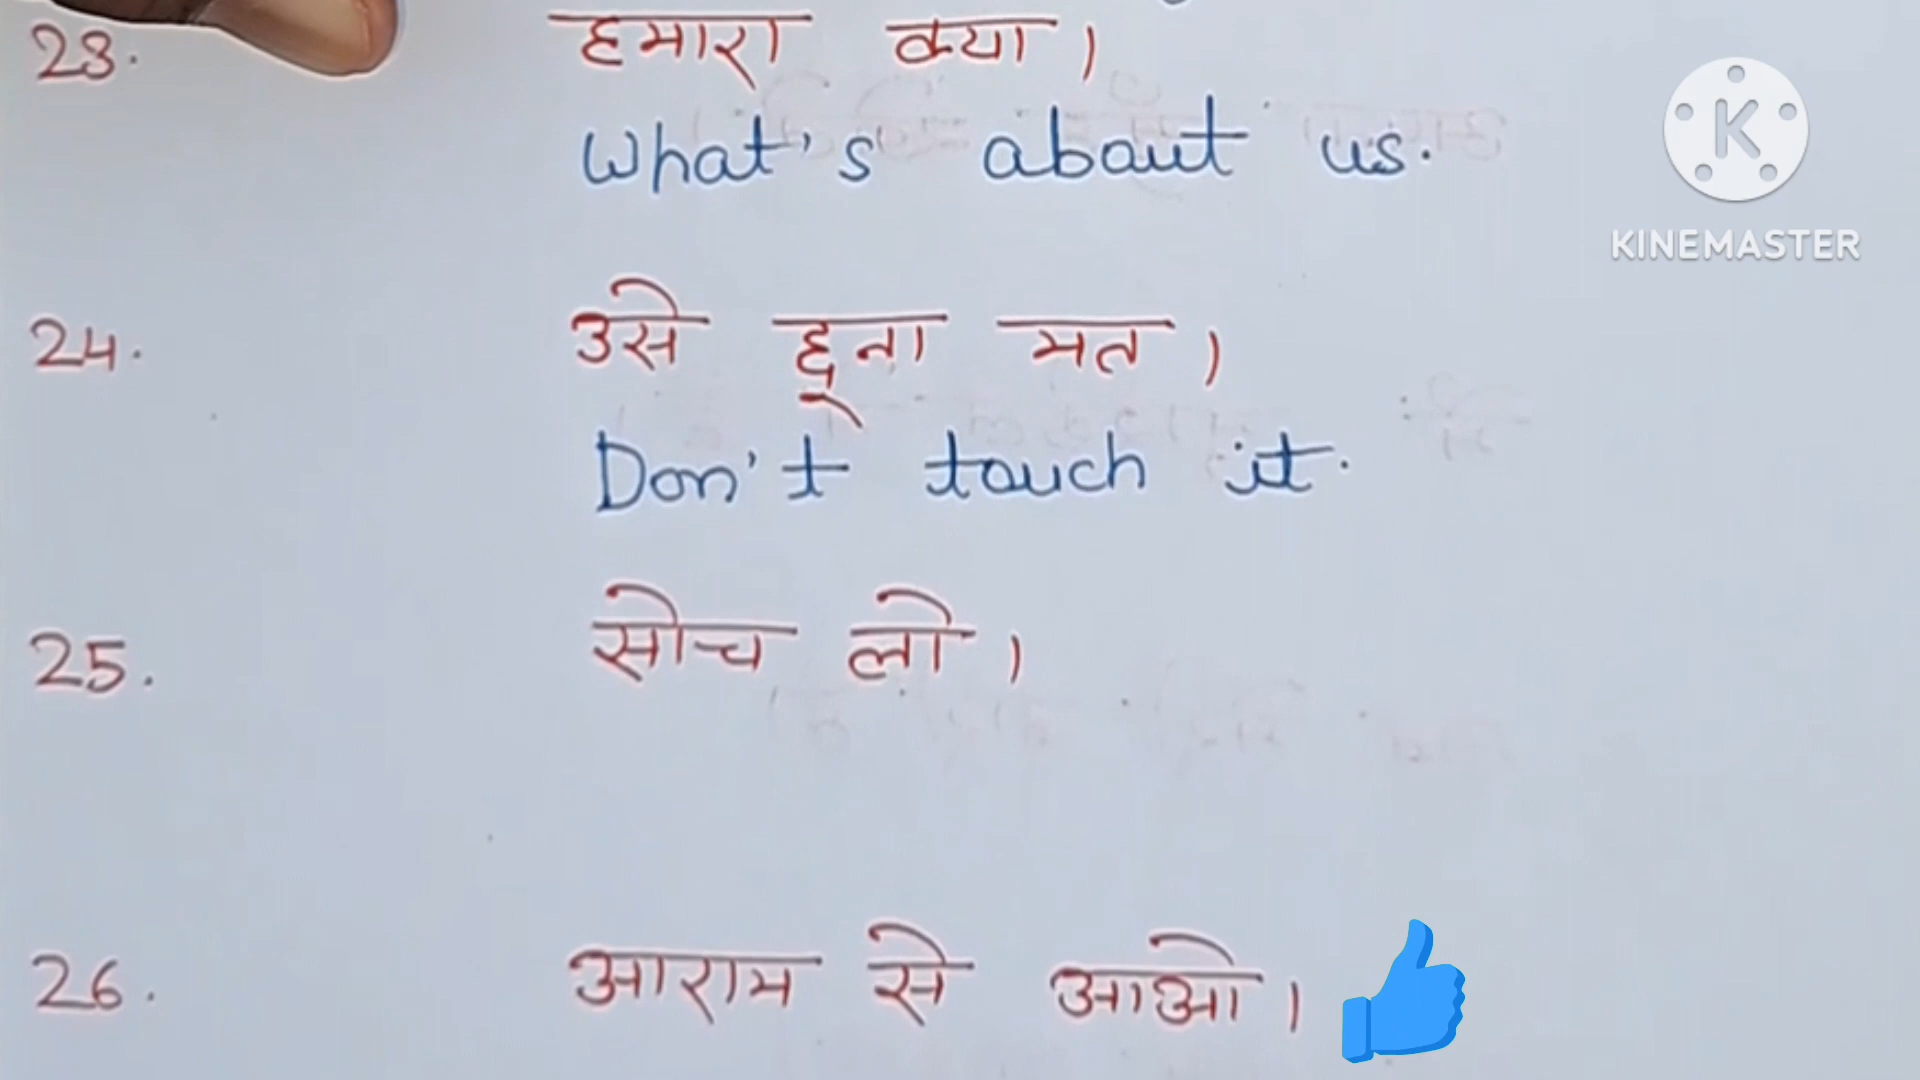 23. हमारा क्या।
What's about us.
24. उसे छूना मत।
Don't touch it.
25. सोच लो।
26. आराम से आओ।
K
KINEMASTER